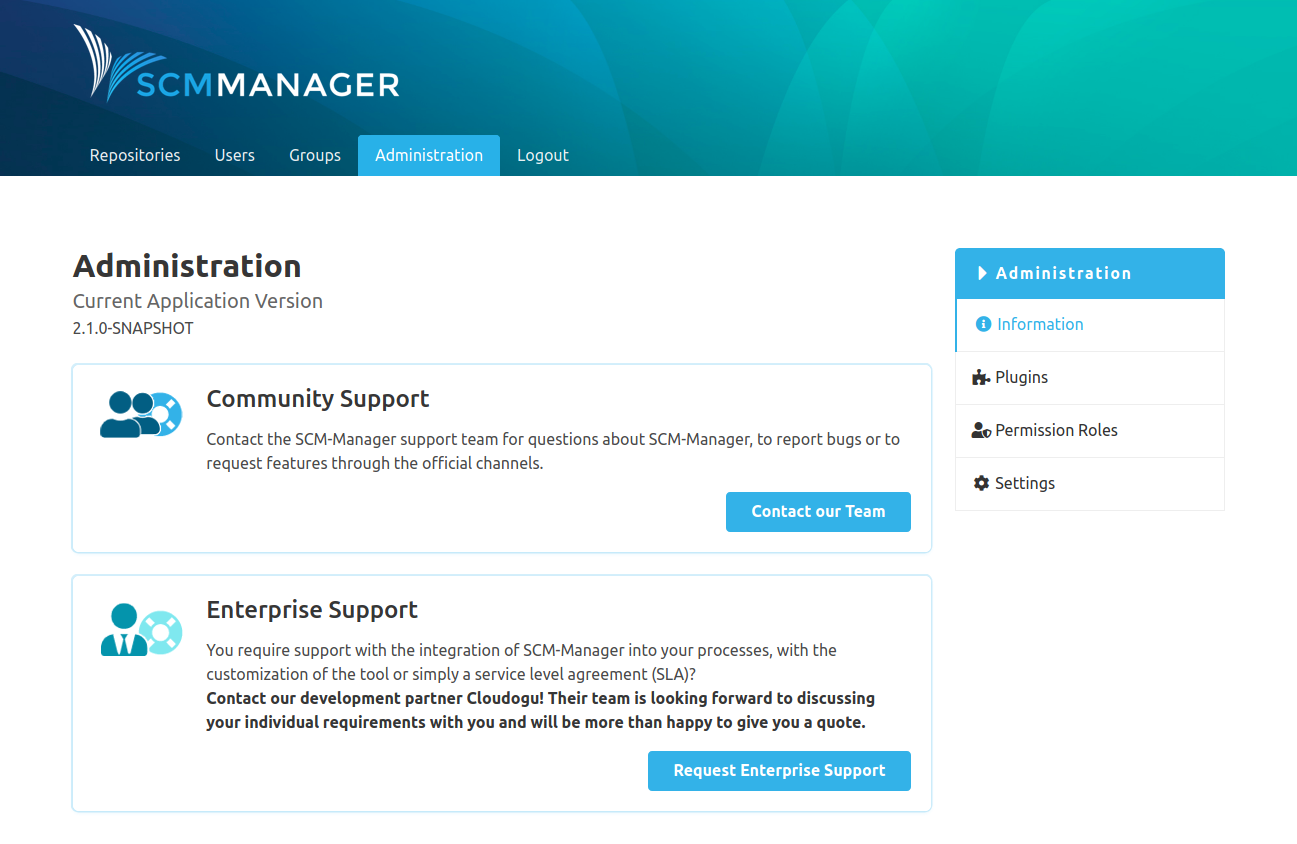 SCMMANAGER
Repositories Users Groups Administration Logout
Administration
Current Application Version
2.1.0-SNAPSHOT
Community Support
Contact the SCM-Manager support team for questions about SCM-Manager, to report bugs or to
request features through the official channels.
Contact our Team
Enterprise Support
You require support with the integration of SCM-Manager into your processes, with the
customization of the tool or simply a service level agreement (SLA)?
Contact our development partner Cloudogu! Their team is looking forward to discussing
your individual requirements with you and will be more than happy to give you a quote.
Request Enterprise Support
Administration
Information
Plugins
Permission Roles
Settings